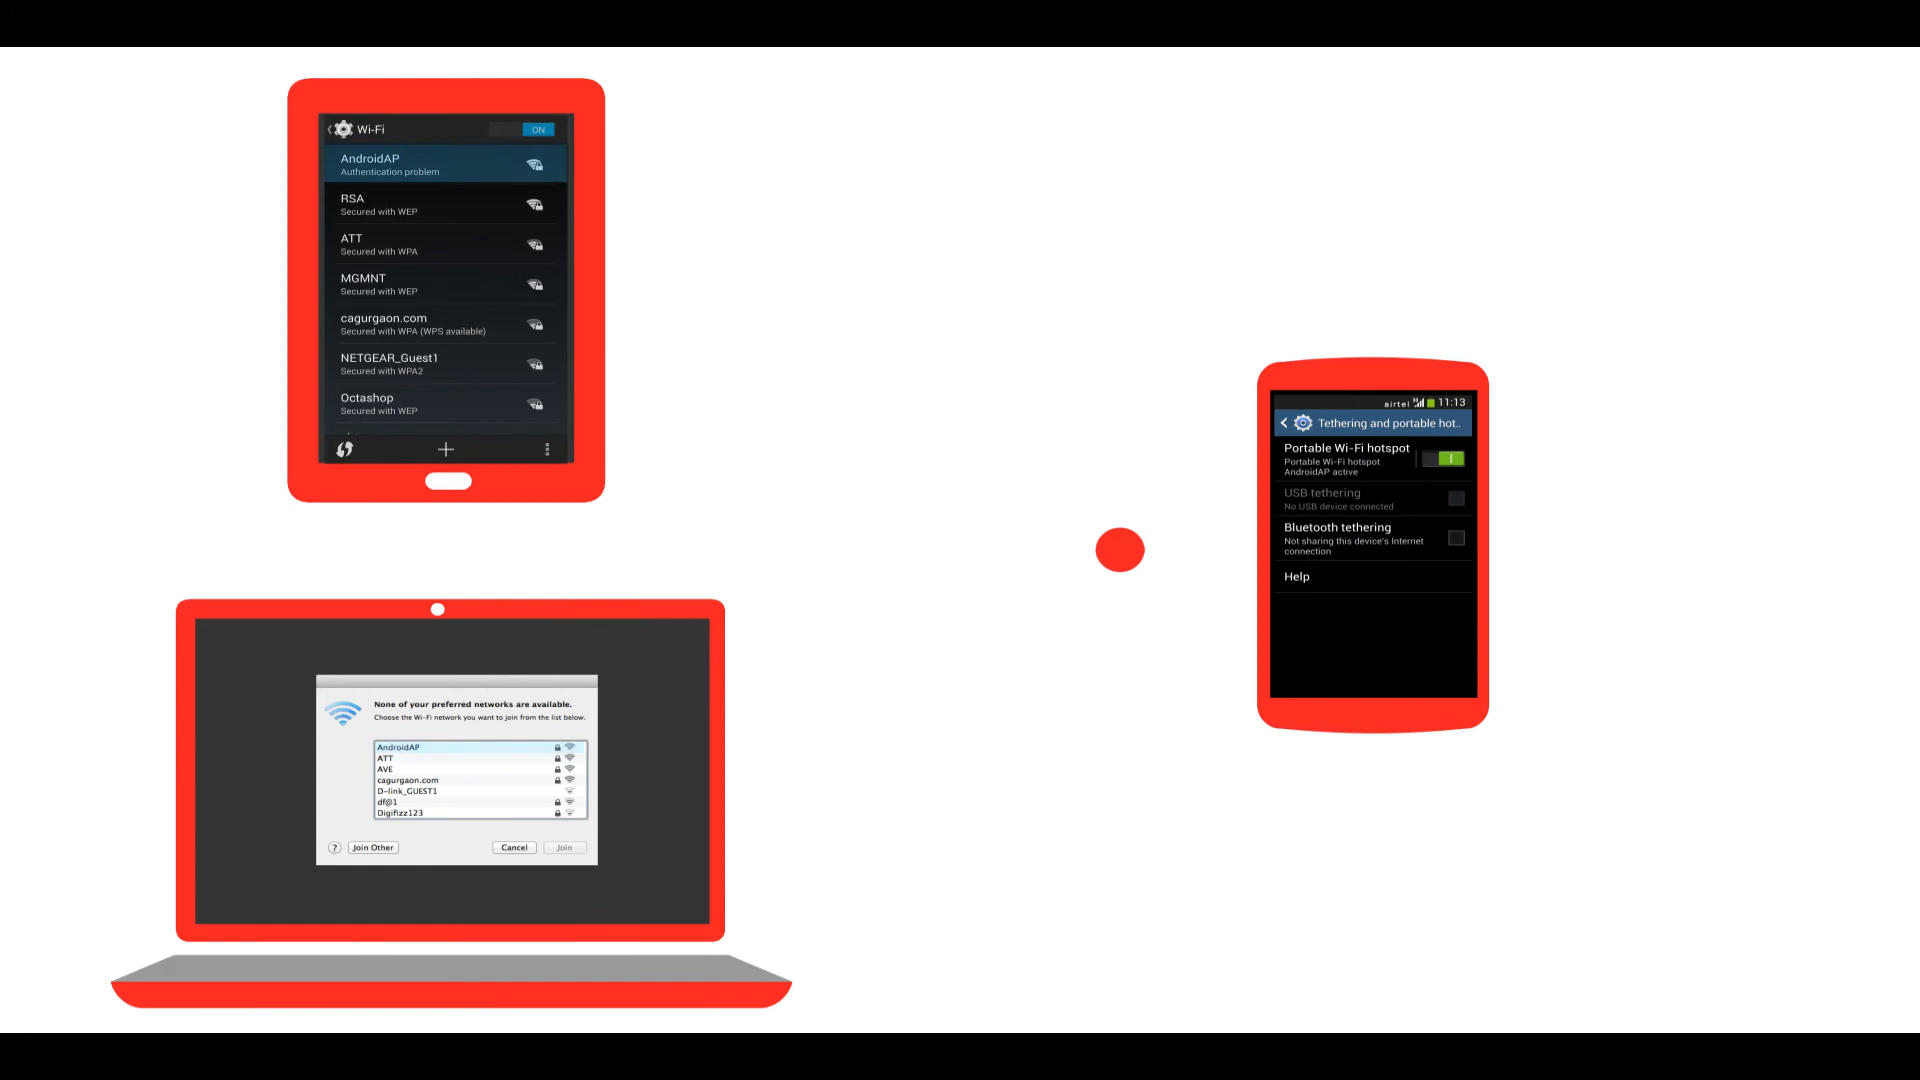 Wi-Fi
ON
AndroidAP
Authentication problem
RSA
Secured with WEP
ATT
Secured with WPA
MGMNT
Secured with WEP
cagurgaon.com
Secured with WPA (WPS available)
NETGEAR_Guest1
Secured with WPA2
Octashop
Secured with WEP
airtel H 11:13
Tethering and portable hot..
Portable Wi-Fi hotspot
Portable Wi-Fi hotspot
AndroidAP active
USB tethering
No USB device connected
Bluetooth tethering
Not sharing this device's Internet
connection
Help
None of your preferred networks are available.
Choose the Wi-Fi network you want to join from the list below.
AndroidAP
ATT
AVE
cagurgaon.com
D-link_GUEST1
df@1
Digifizz123
? Join Other Cancel Join